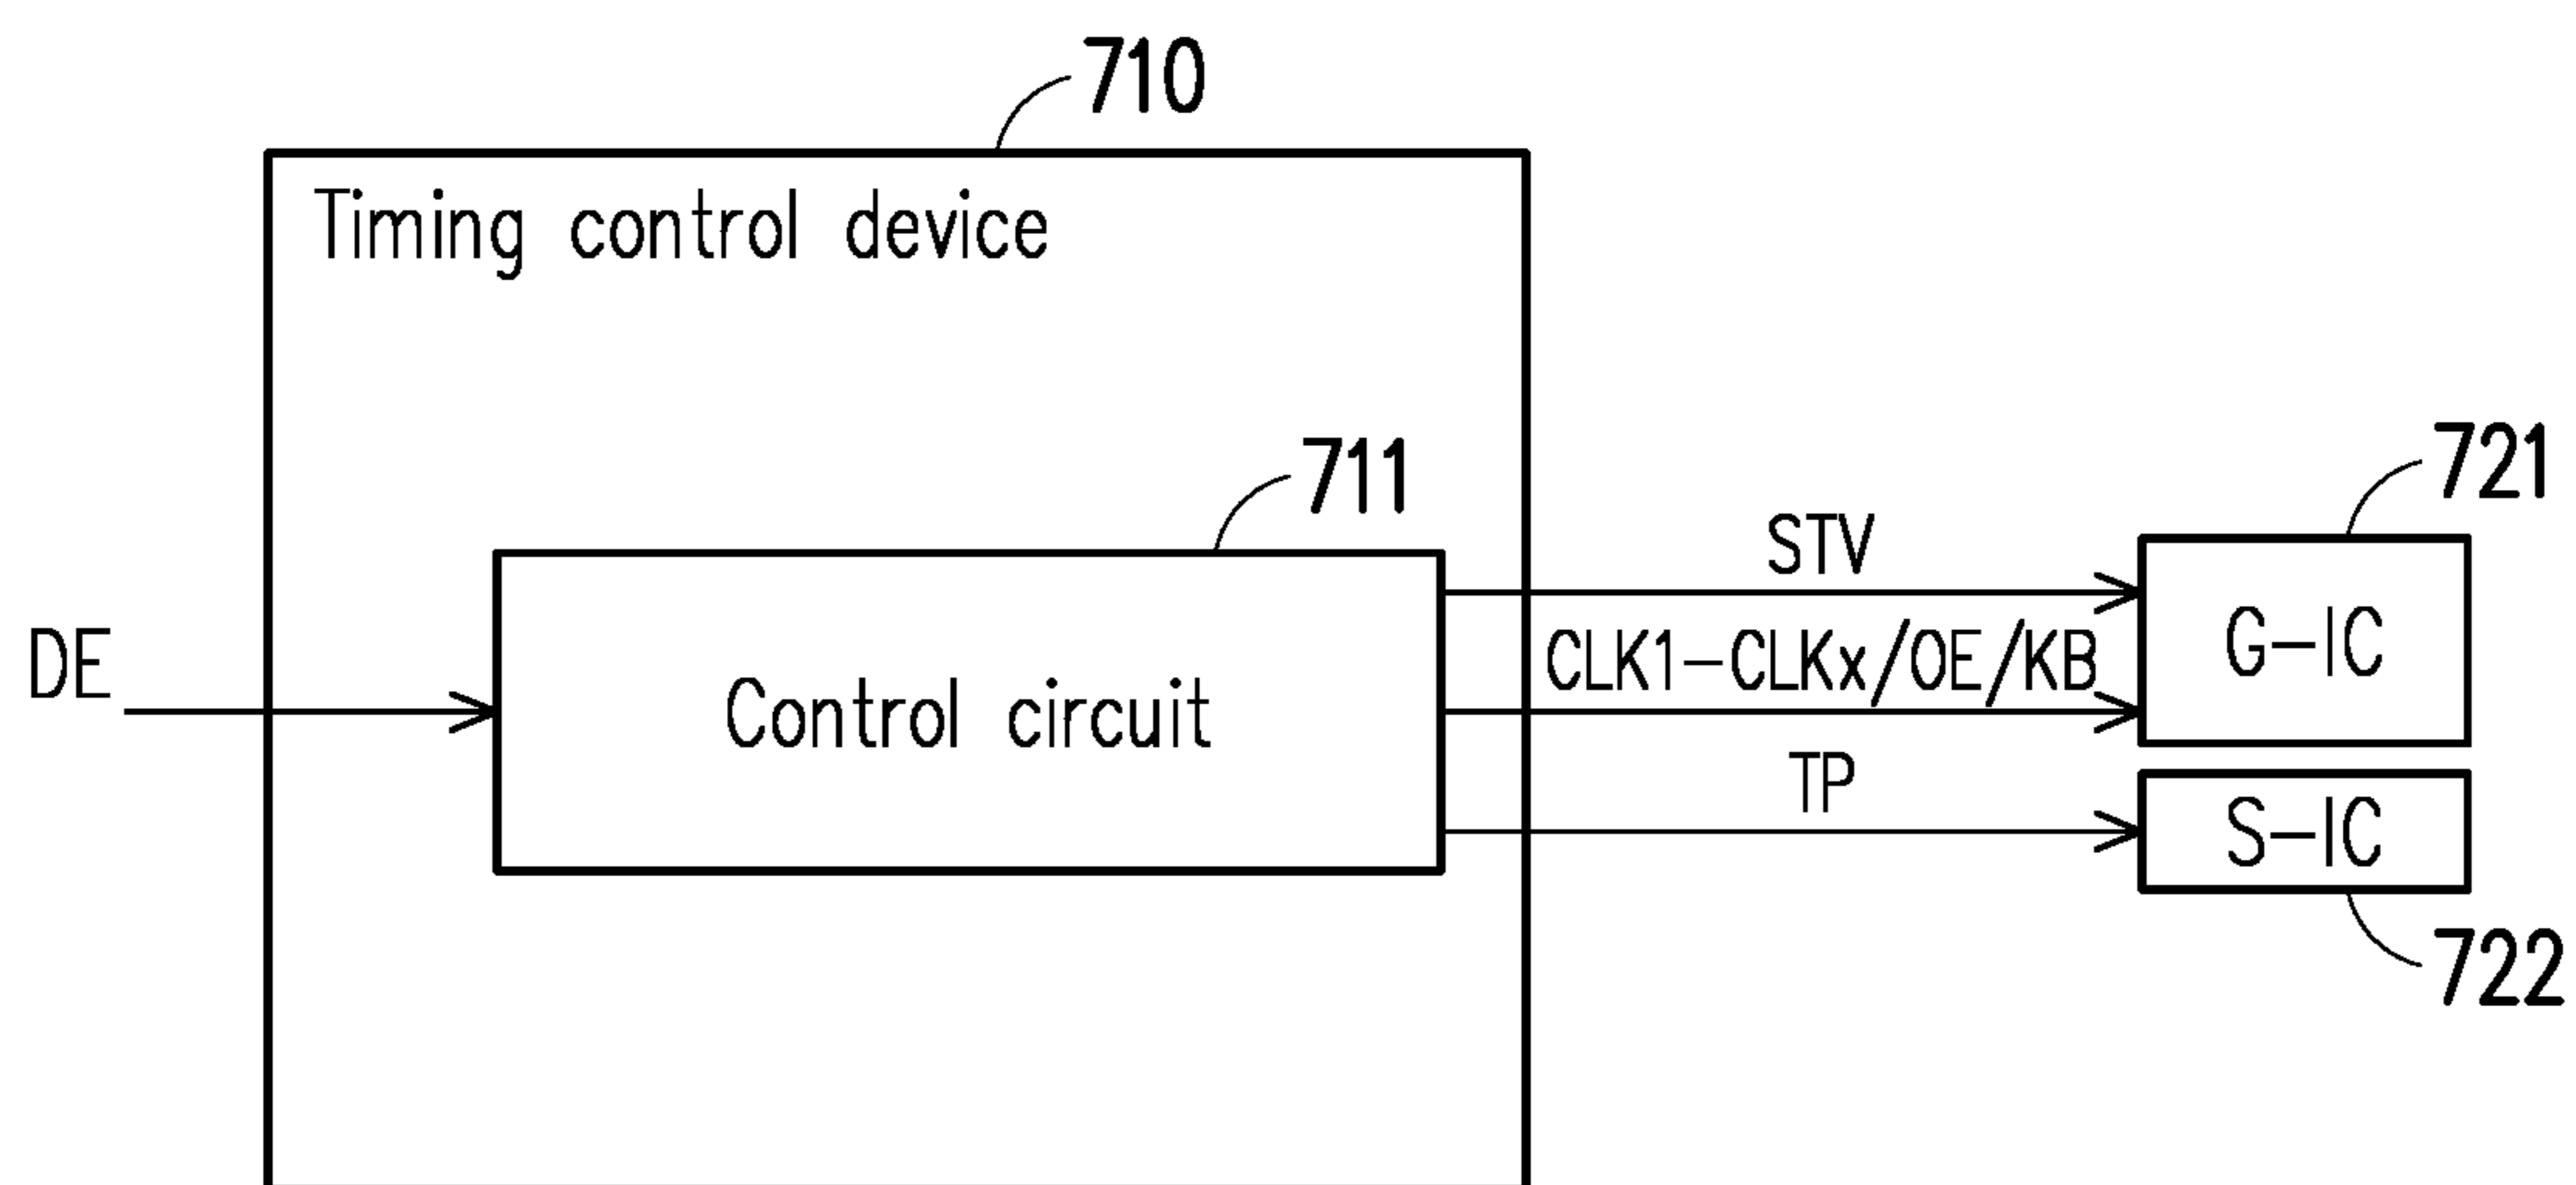 710
Timing control device
711
721
STV
DE
CLK1-CLKx/OE/KB
G-IC
Control circuit
TP
S-IC
722